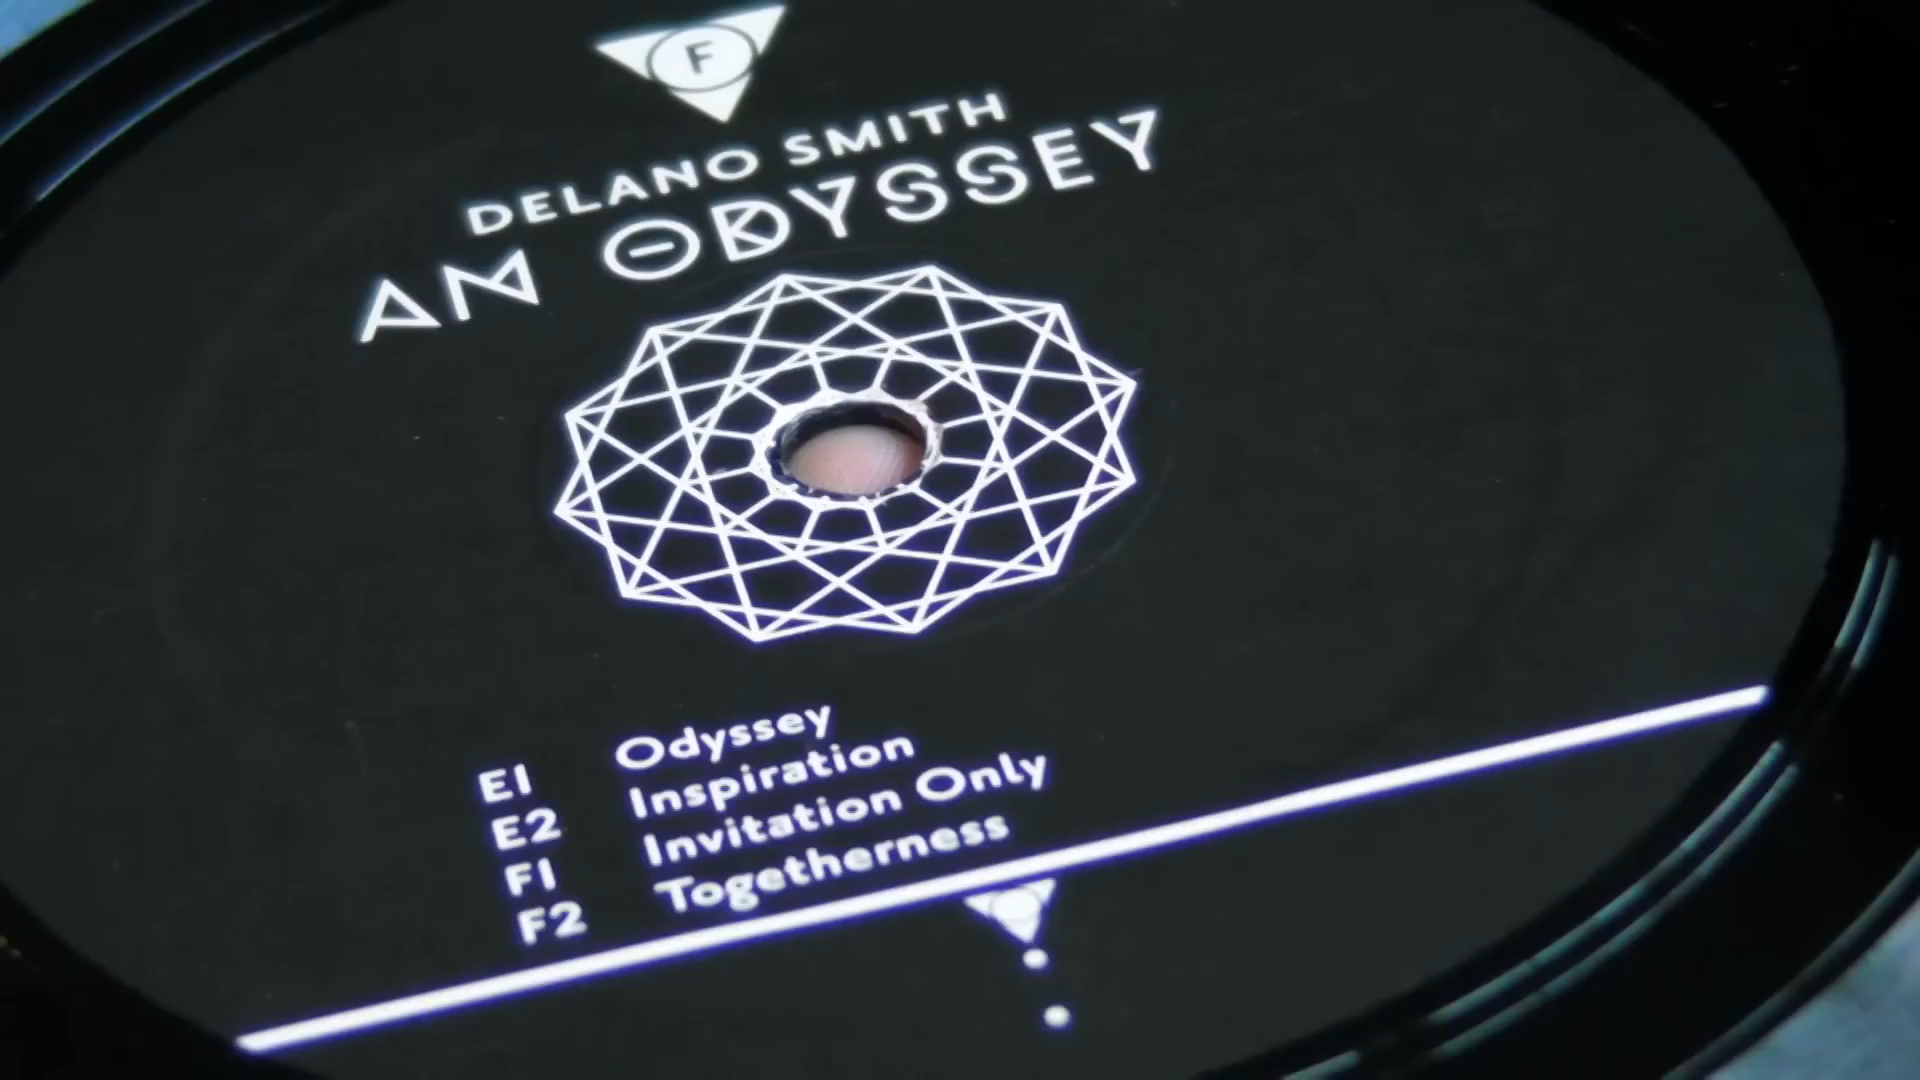 F
DELANO SMITH
AN ODYSSEY
E1 Odyssey
E2 Inspiration
F1 Invitation Only
F2 Togetherness